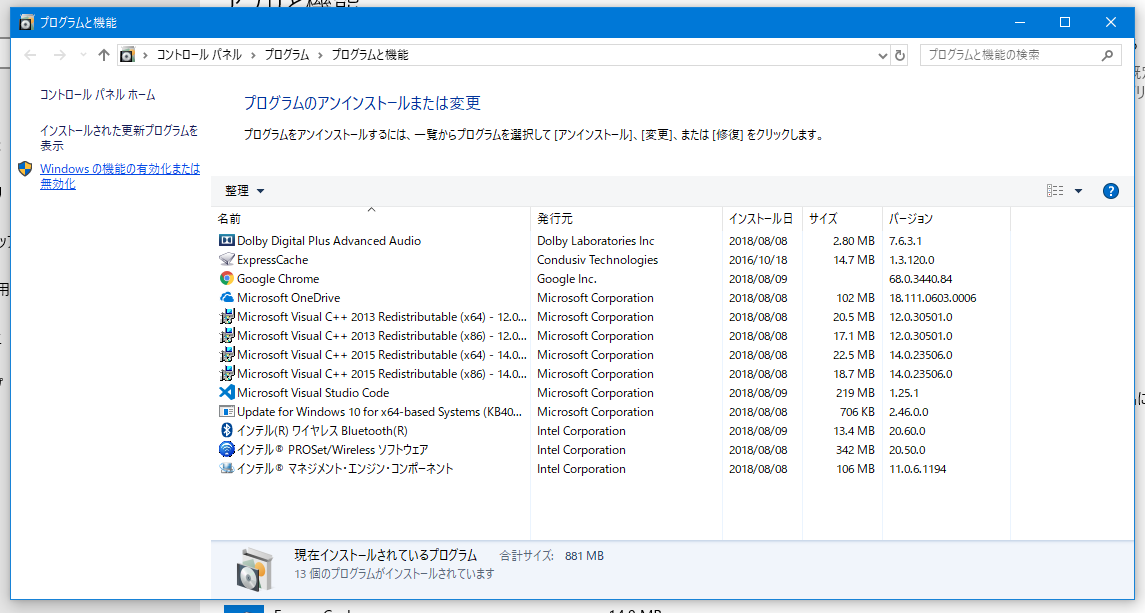 プログラムと機能
コントロール パネル › プログラム › プログラムと機能
プログラムと機能の検索
コントロール パネル ホーム
インストールされた更新プログラムを
表示
Windows の機能の有効化または
無効化
プログラムのアンインストールまたは変更
プログラムをアンインストールするには、一覧からプログラムを選択して [アンインストール]、[変更]、または [修復] をクリックします。
整理
名前 発行元 インストール日 サイズ バージョン
Dolby Digital Plus Advanced Audio Dolby Laboratories Inc 2018/08/08 2.80 MB 7.6.3.1
ExpressCache Condusiv Technologies 2016/10/18 14.7 MB 1.3.120.0
Google Chrome Google Inc. 2018/08/09 68.0.3440.84
Microsoft OneDrive Microsoft Corporation 2018/08/08 102 MB 18.111.0603.0006
Microsoft Visual C++ 2013 Redistributable (x64) - 12.0... Microsoft Corporation 2018/08/08 20.5 MB 12.0.30501.0
Microsoft Visual C++ 2013 Redistributable (x86) - 12.0... Microsoft Corporation 2018/08/08 17.1 MB 12.0.30501.0
Microsoft Visual C++ 2015 Redistributable (x64) - 14.0... Microsoft Corporation 2018/08/08 22.5 MB 14.0.23506.0
Microsoft Visual C++ 2015 Redistributable (x86) - 14.0... Microsoft Corporation 2018/08/08 18.7 MB 14.0.23506.0
Microsoft Visual Studio Code Microsoft Corporation 2018/08/09 219 MB 1.25.1
Update for Windows 10 for x64-based Systems (KB40... Microsoft Corporation 2018/08/08 706 KB 2.46.0.0
インテル(R) ワイヤレス Bluetooth(R) Intel Corporation 2018/08/09 13.4 MB 20.60.0
インテル® PROSet/Wireless ソフトウェア Intel Corporation 2018/08/08 342 MB 20.50.0
インテル® マネジメント・エンジン・コンポーネント Intel Corporation 2018/08/08 106 MB 11.0.6.1194
現在インストールされているプログラム 合計サイズ: 881 MB
13 個のプログラムがインストールされています